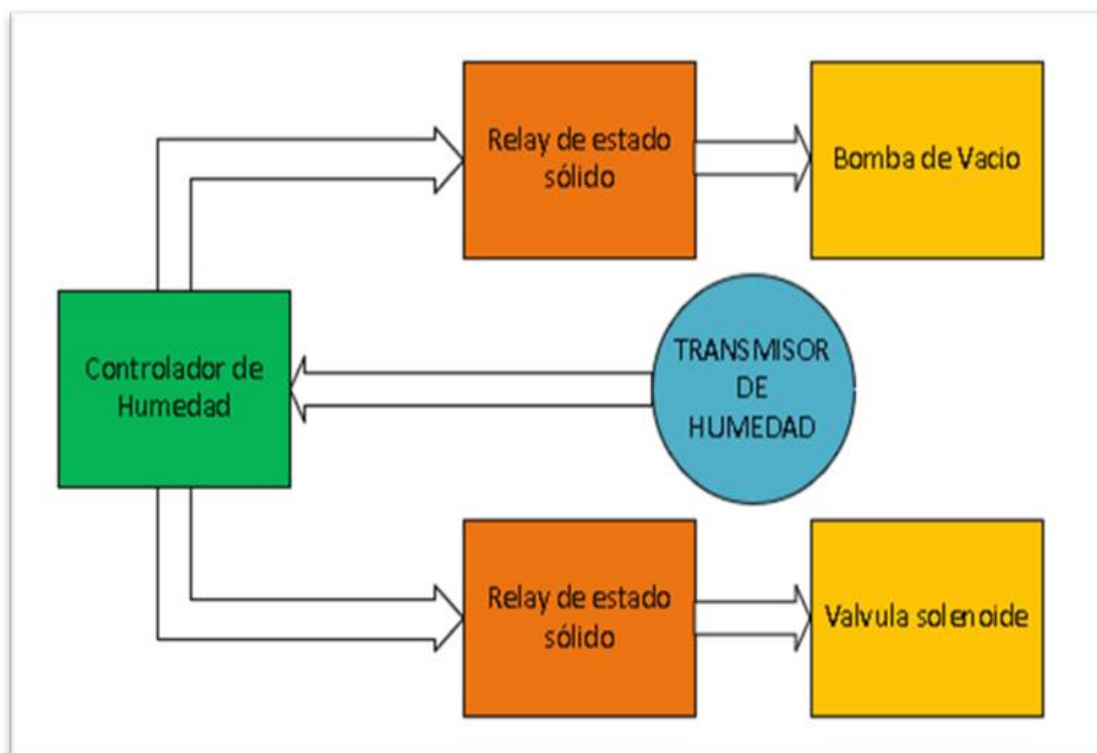 Relay de estado
sólido
Bomba de Vacio
Controlador de
Humedad
TRANSMISOR
DE
HUMEDAD
Relay de estado
sólido
Valvula solenoide